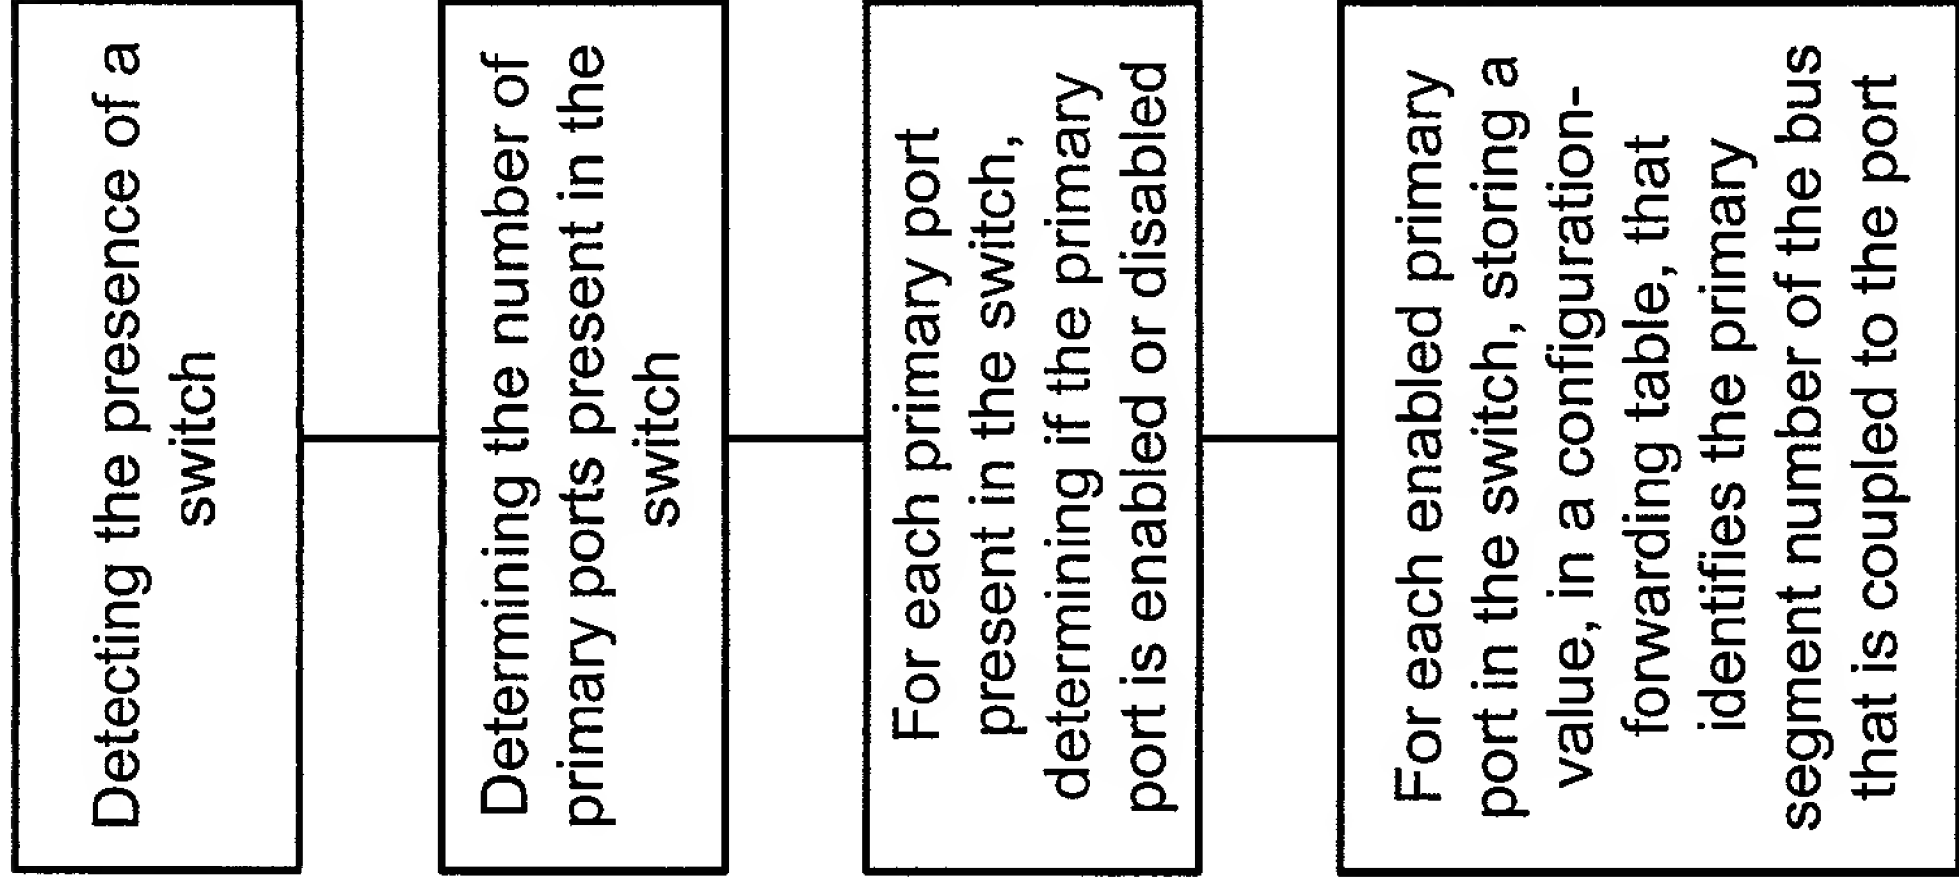 Detecting the presence of a
switch
Determining the number of
primary ports present in the
switch
For each primary port
present in the switch,
determining if the primary
port is enabled or disabled
For each enabled primary
port in the switch, storing a
value, in a configuration-
forwarding table, that
identifies the primary
segment number of the bus
that is coupled to the port